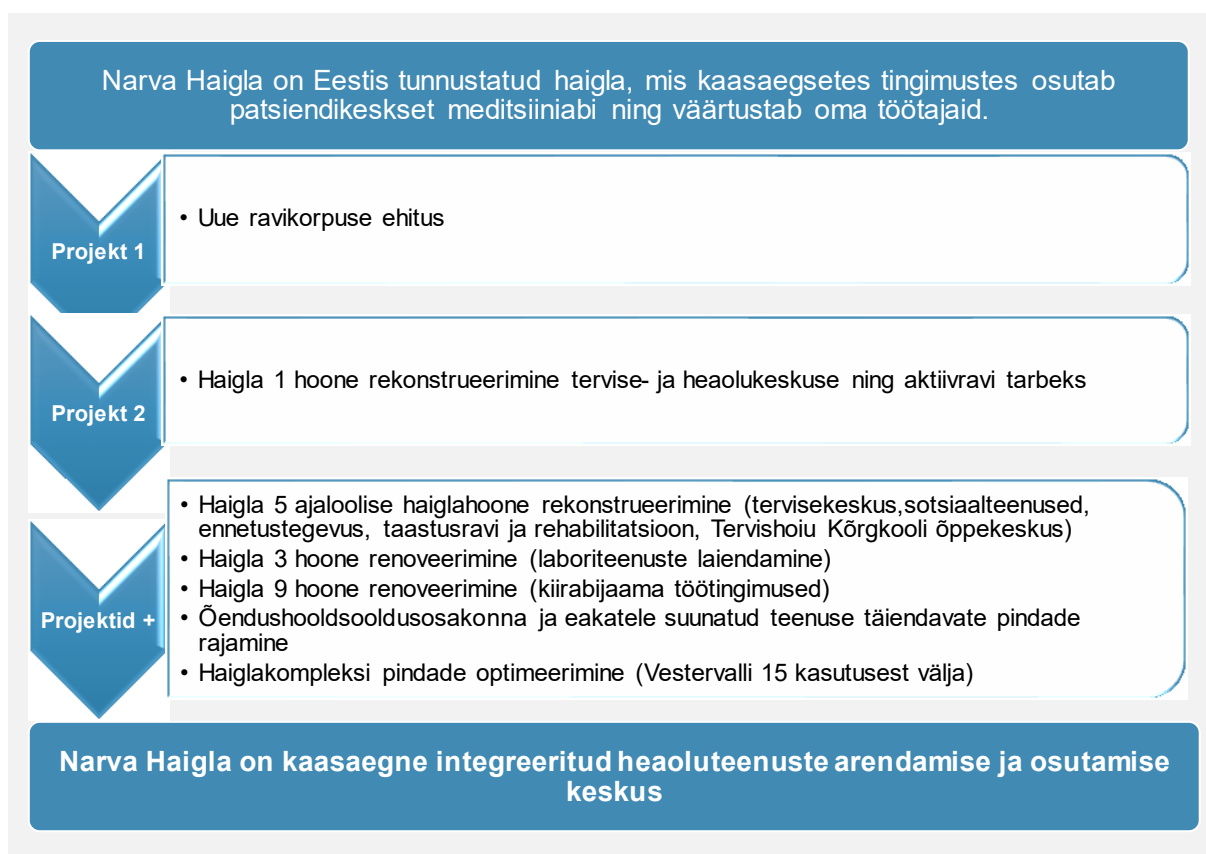 Narva Haigla on Eestis tunnustatud haigla, mis kaasaegsetes tingimustes osutab
patsiendikeskset meditsiiniabi ning väärtustab oma töötajaid.
Projekt 1
• Uue ravikorpuse ehitus
Projekt 2
• Haigla 1 hoone rekonstrueerimine tervise- ja heaolukeskuse ning aktiivravi tarbeks
Projektid +
• Haigla 5 ajaloolise haiglahoone rekonstrueerimine (tervisekeskus,sotsiaalteenused,
ennetustegevus, taastusravi ja rehabilitatsioon, Tervishoiu Kõrgkooli õppekeskus)
• Haigla 3 hoone renoveerimine (laboriteenuste laiendamine)
• Haigla 9 hoone renoveerimine (kiirabijaama töötingimused)
• Õendushooldsooldusosakonna ja eakatele suunatud teenuse täiendavate pindade
rajamine
• Haiglakompleksi pindade optimeerimine (Vestervalli 15 kasutusest välja)
Narva Haigla on kaasaegne integreeritud heaoluteenuste arendamise ja osutamise
keskus